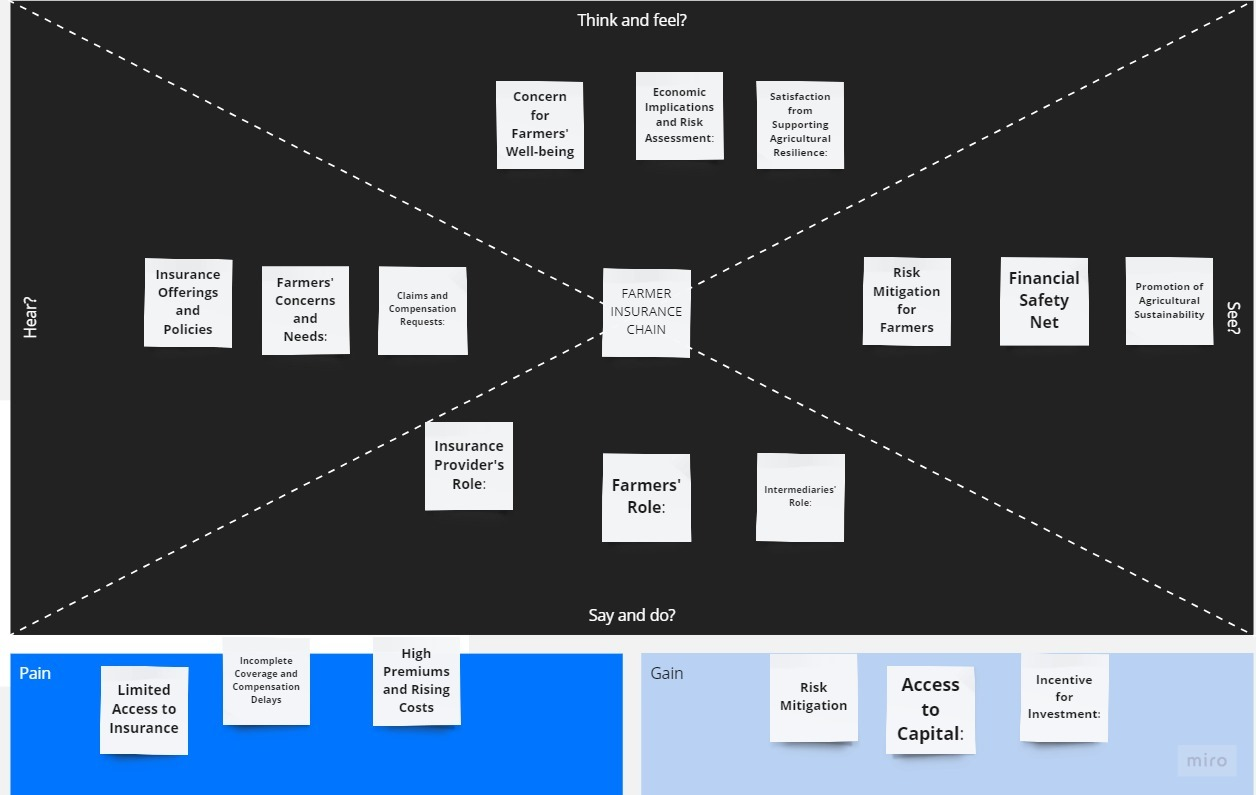 Think and feel?
Concern
for
Farmers'
Well-being
Economic
Implications
and Risk
Assessment:
Satisfaction
from
Supporting
Agricultural
Resilience:
Hear?
Insurance
Offerings
and
Policies
Farmers'
Concerns
and
Needs:
Claims and
Compensation
Requests:
FARMER
INSURANCE
CHAIN
Risk
Mitigation
for
Farmers
Financial
Safety
Net
Promotion of
Agricultural
Sustainability
See?
Insurance
Provider's
Role:
Farmers'
Role:
Intermediaries'
Role:
Say and do?
Pain
Limited
Access to
Insurance
Incomplete
Coverage and
Compensation
Delays
High
Premiums
and Rising
Costs
Gain
Risk
Mitigation
Access
to
Capital:
Incentive
for
Investment:
miro